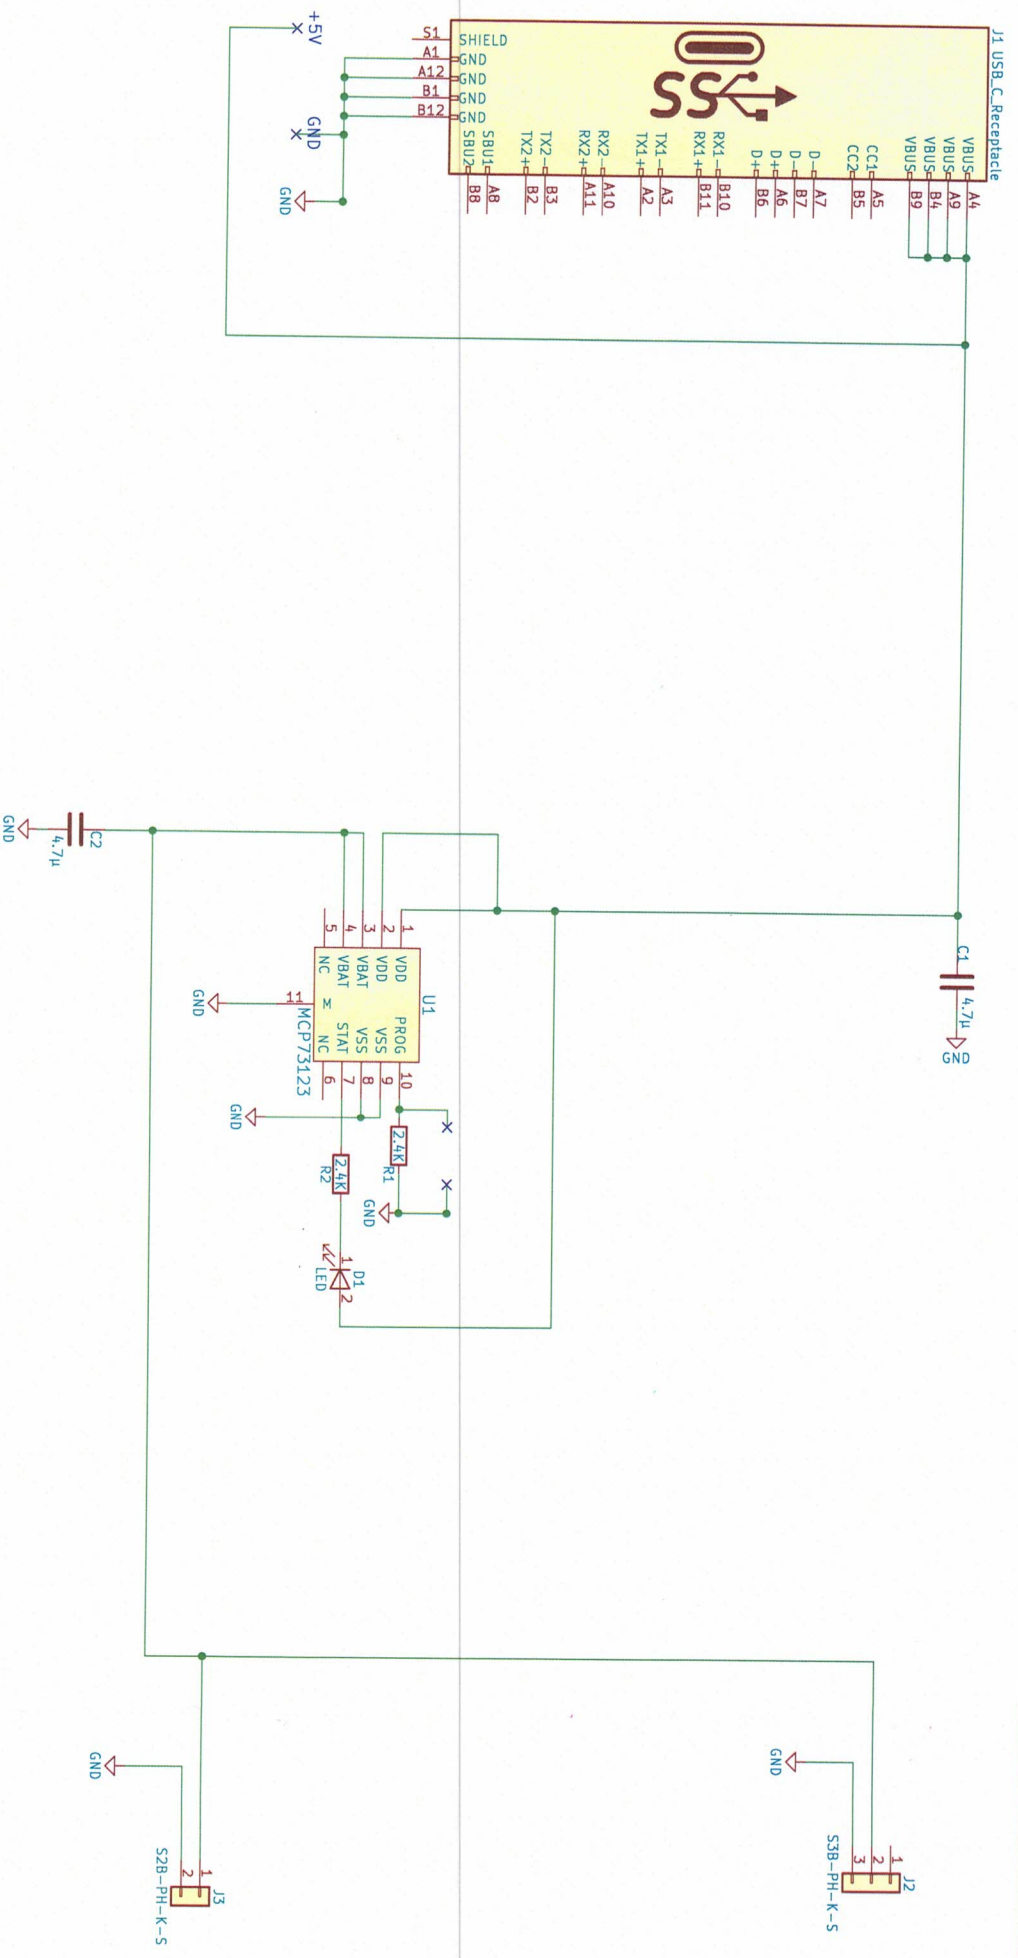 +5V
GND
GND
J1 USB_C_Receptacle
S1
SHIELD
A1
GND
A12
GND
B1
GND
B12
GND
SS
SBU2
B8
SBU1
A8
TX2+
B2
TX2-
B3
RX2+
A11
RX2-
A10
TX1+
A2
TX1-
A3
RX1+
B11
RX1-
B10
D+
B6
D+
A6
D-
B7
D-
A7
CC2
B5
CC1
A5
VBUS
B9
VBUS
B4
VBUS
A9
VBUS
A4
C1
4.7µ
GND
C2
4.7µ
GND
U1
MCP73123
1
VDD
2
VDD
3
VBAT
4
VBAT
5
NC
11
GND
PROG
10
VSS
9
VSS
8
STAT
7
NC
6
GND
R1
2.4K
GND
R2
2.4K
D1
LED
1
2
GND
J2
S3B-PH-K-S
1
2
3
GND
J3
S2B-PH-K-S
1
2